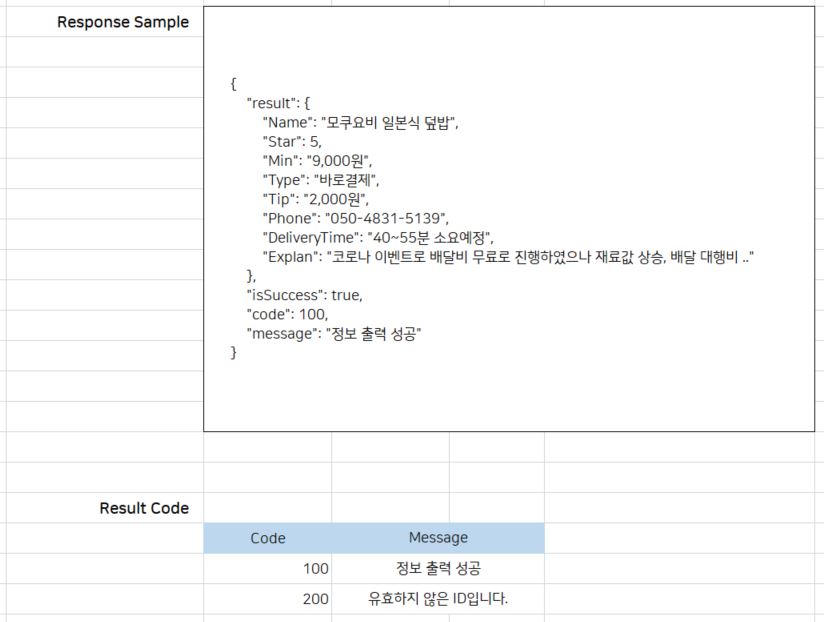 Response Sample
{
"result": {
"Name": "모쿠요비 일본식 덮밥",
"Star": 5,
"Min": "9,000원",
"Type": "바로결제",
"Tip": "2,000원",
"Phone": "050-4831-5139",
"DeliveryTime": "40~55분 소요예정",
"Explan": "코로나 이벤트로 배달비 무료로 진행하였으나 재료값 상승, 배달 대행비 .."
},
"isSuccess": true,
"code": 100,
"message": "정보 출력 성공"
}
Result Code
Code Message
100 정보 출력 성공
200 유효하지 않은 ID입니다.